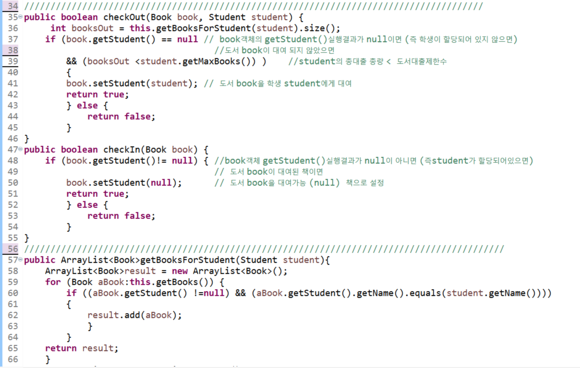 34 ////////////////////////////////////////////////////////////////////////////////////////
35 public boolean checkOut(Book book, Student student) {
36 int booksOut = this.getBooksForStudent(student).size();
37 if (book.getStudent() == null // book객체의 getStudent()실행결과가 null이면 (즉 학생이 할당되어 있지 않으면)
38 //도서 book이 대여 되지 않았으면
39 && (booksOut <student.getMaxBooks()) ) //student의 총대출 총량 < 도서대출제한수
40 {
41 book.setStudent(student); // 도서 book을 학생 student에게 대여
42 return true;
43 } else {
44 return false;
45 }
46 }
47 public boolean checkIn(Book book) {
48 if (book.getStudent()!= null) { //book객체 getStudent()실행결과가 null이 아니면 (즉student가 할당되어있으면)
49 // 도서 book이 대여된 책이면
50 book.setStudent(null); // 도서 book을 대여가능 (null) 책으로 설정
51 return true;
52 } else {
53 return false;
54 }
55 }
56 ////////////////////////////////////////////////////////////////////////////////////////////
57 public ArrayList<Book>getBooksForStudent(Student student){
58 ArrayList<Book>result = new ArrayList<Book>();
59 for (Book aBook:this.getBooks()) {
60 if ((aBook.getStudent() !=null) && (aBook.getStudent().getName().equals(student.getName())))
61 {
62 result.add(aBook);
63 }
64 }
65 return result;
66 }